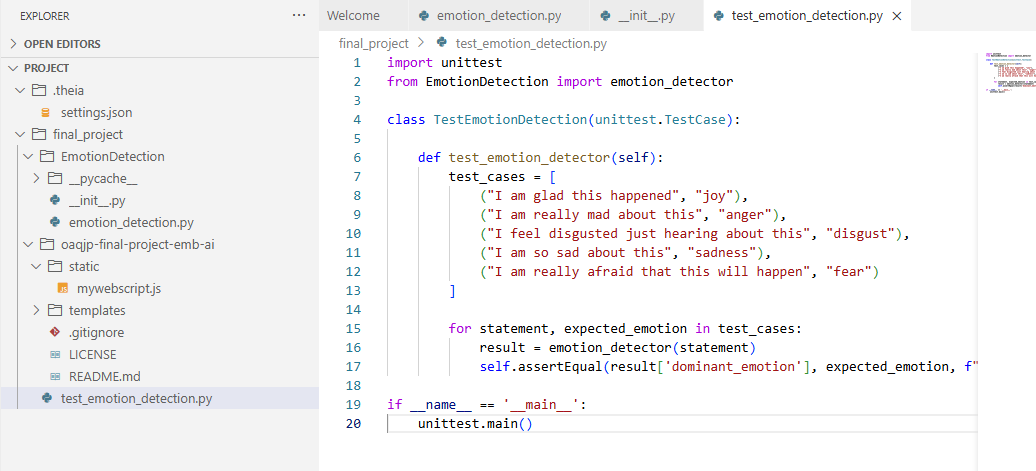 EXPLORER
OPEN EDITORS
PROJECT
.theia
settings.json
final_project
EmotionDetection
__pycache__
__init__.py
emotion_detection.py
oaqjp-final-project-emb-ai
static
mywebscript.js
templates
.gitignore
LICENSE
README.md
test_emotion_detection.py
Welcome emotion_detection.py __init__.py test_emotion_detection.py
final_project > test_emotion_detection.py
1 import unittest
2 from EmotionDetection import emotion_detector
3
4 class TestEmotionDetection(unittest.TestCase):
5
6     def test_emotion_detector(self):
7         test_cases = [
8             ("I am glad this happened", "joy"),
9             ("I am really mad about this", "anger"),
10             ("I feel disgusted just hearing about this", "disgust"),
11             ("I am so sad about this", "sadness"),
12             ("I am really afraid that this will happen", "fear")
13         ]
14
15         for statement, expected_emotion in test_cases:
16             result = emotion_detector(statement)
17             self.assertEqual(result['dominant_emotion'], expected_emotion, f"
18
19 if __name__ == '__main__':
20     unittest.main()